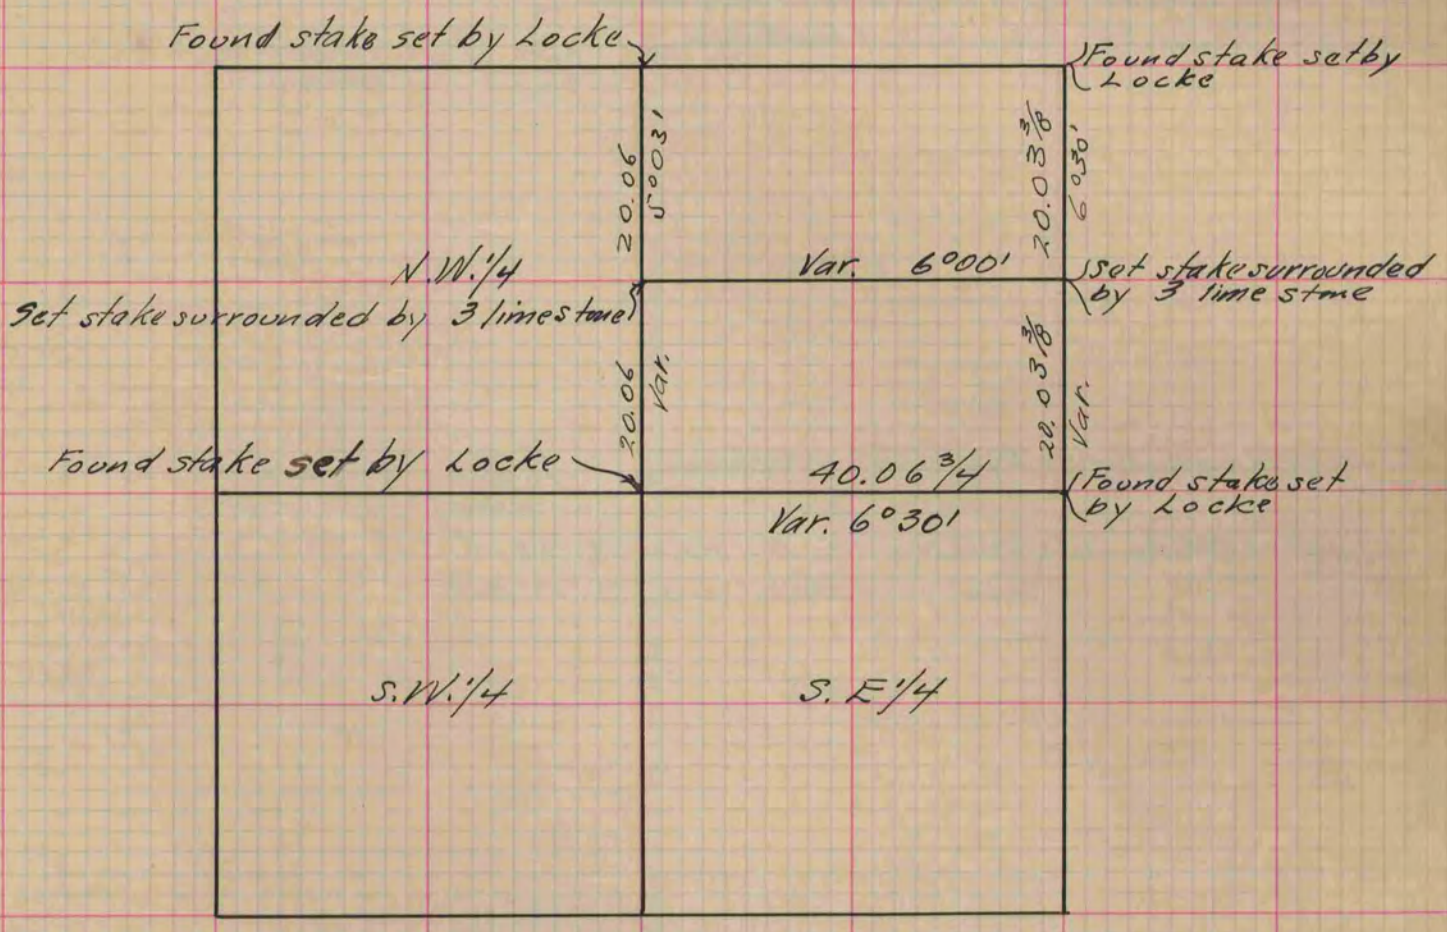 Found stake set by Locke
Found stake set by
Locke
20.06
5°03'
20.03 3/8
6°30'
N.W.1/4
Var. 6°00'
set stake surrounded
by 3 lime stone
Set stake surrounded by 3 limestone
20.06
Var.
20.03 3/8
Var.
Found stake set by Locke
40.06 3/4
Found stake set
by Locke
Var. 6°30'
S.W.1/4
S. E 1/4